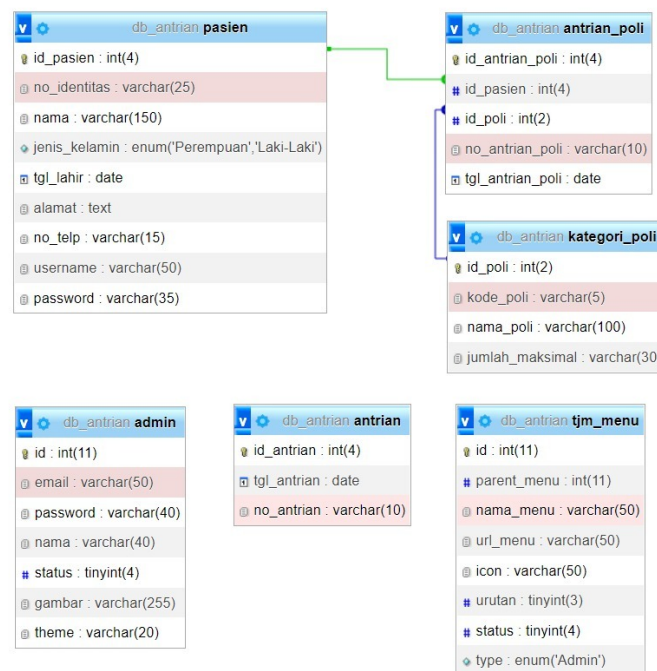 db_antrian pasien
id_pasien : int(4)
no_identitas : varchar(25)
nama : varchar(150)
jenis_kelamin : enum('Perempuan','Laki-Laki')
tgl_lahir : date
alamat : text
no_telp : varchar(15)
username : varchar(50)
password : varchar(35)
db_antrian antrian_poli
id_antrian_poli : int(4)
# id_pasien : int(4)
# id_poli : int(2)
no_antrian_poli : varchar(10)
tgl_antrian_poli : date
db_antrian kategori_poli
id_poli : int(2)
kode_poli : varchar(5)
nama_poli : varchar(100)
jumlah_maksimal : varchar(30
db_antrian admin
id : int(11)
email : varchar(50)
password : varchar(40)
nama : varchar(40)
# status : tinyint(4)
gambar : varchar(255)
theme : varchar(20)
db_antrian antrian
id_antrian : int(4)
tgl_antrian : date
no_antrian : varchar(10)
db_antrian tjm_menu
id : int(11)
# parent_menu : int(11)
nama_menu : varchar(50)
url_menu : varchar(50)
icon : varchar(50)
# urutan : tinyint(3)
# status : tinyint(4)
type : enum('Admin')